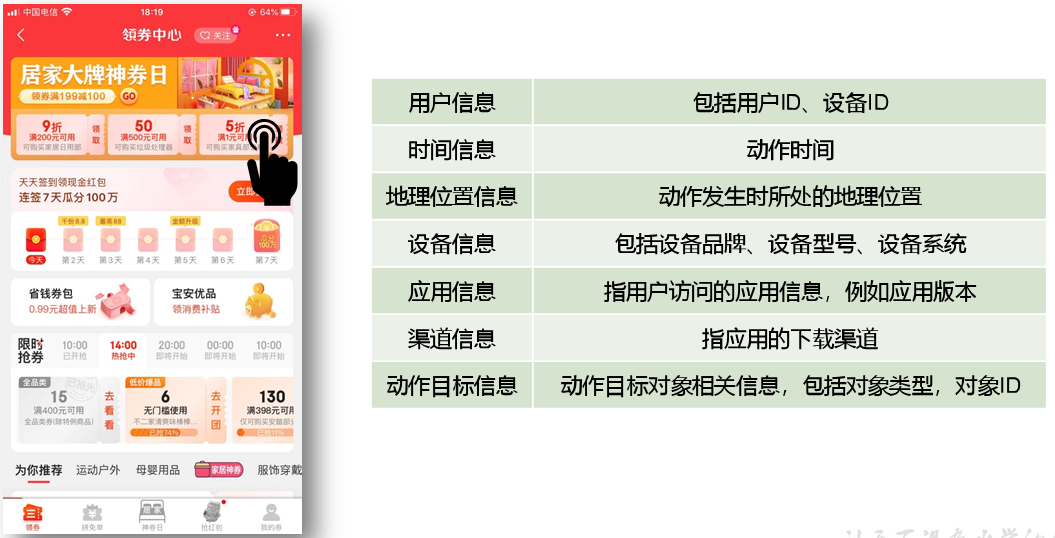 中国电信
18:19
64%
领券中心
关注
居家大牌神券日
领券满199减100
GO
9折
满200元可用
可购买家居日用部
领取
50
满500元可用
可购买垃圾处理器
领取
5折
满1元可用
可购买家具部
天天签到领现金红包
连签7天瓜分100万
立即
千份8.8
最高88
金额升级
瓜分
100万
今天
第2天
第3天
第4天
第5天
第6天
第7天
省钱券包
0.99元超值上新
宝安优品
领消费补贴
限时
抢券
10:00
已开抢
14:00
热抢中
20:00
即将开始
00:00
即将开始
10:00
即将开始
全品类
15
满400元可用
全品类券(除特例商品)
去看看
低价爆品
6
无门槛使用
不二家清爽味棒棒...
已抢74%
去开团
130
满398元可用
仅可购买安踏部分
已抢11%
为你推荐
运动户外
母婴用品
家居神券
服饰穿戴
领券
拼免单
居家
神券日
抢红包
我的券
用户信息
包括用户ID、设备ID
时间信息
动作时间
地理位置信息
动作发生时所处的地理位置
设备信息
包括设备品牌、设备型号、设备系统
应用信息
指用户访问的应用信息，例如应用版本
渠道信息
指应用的下载渠道
动作目标信息
动作目标对象相关信息，包括对象类型，对象ID